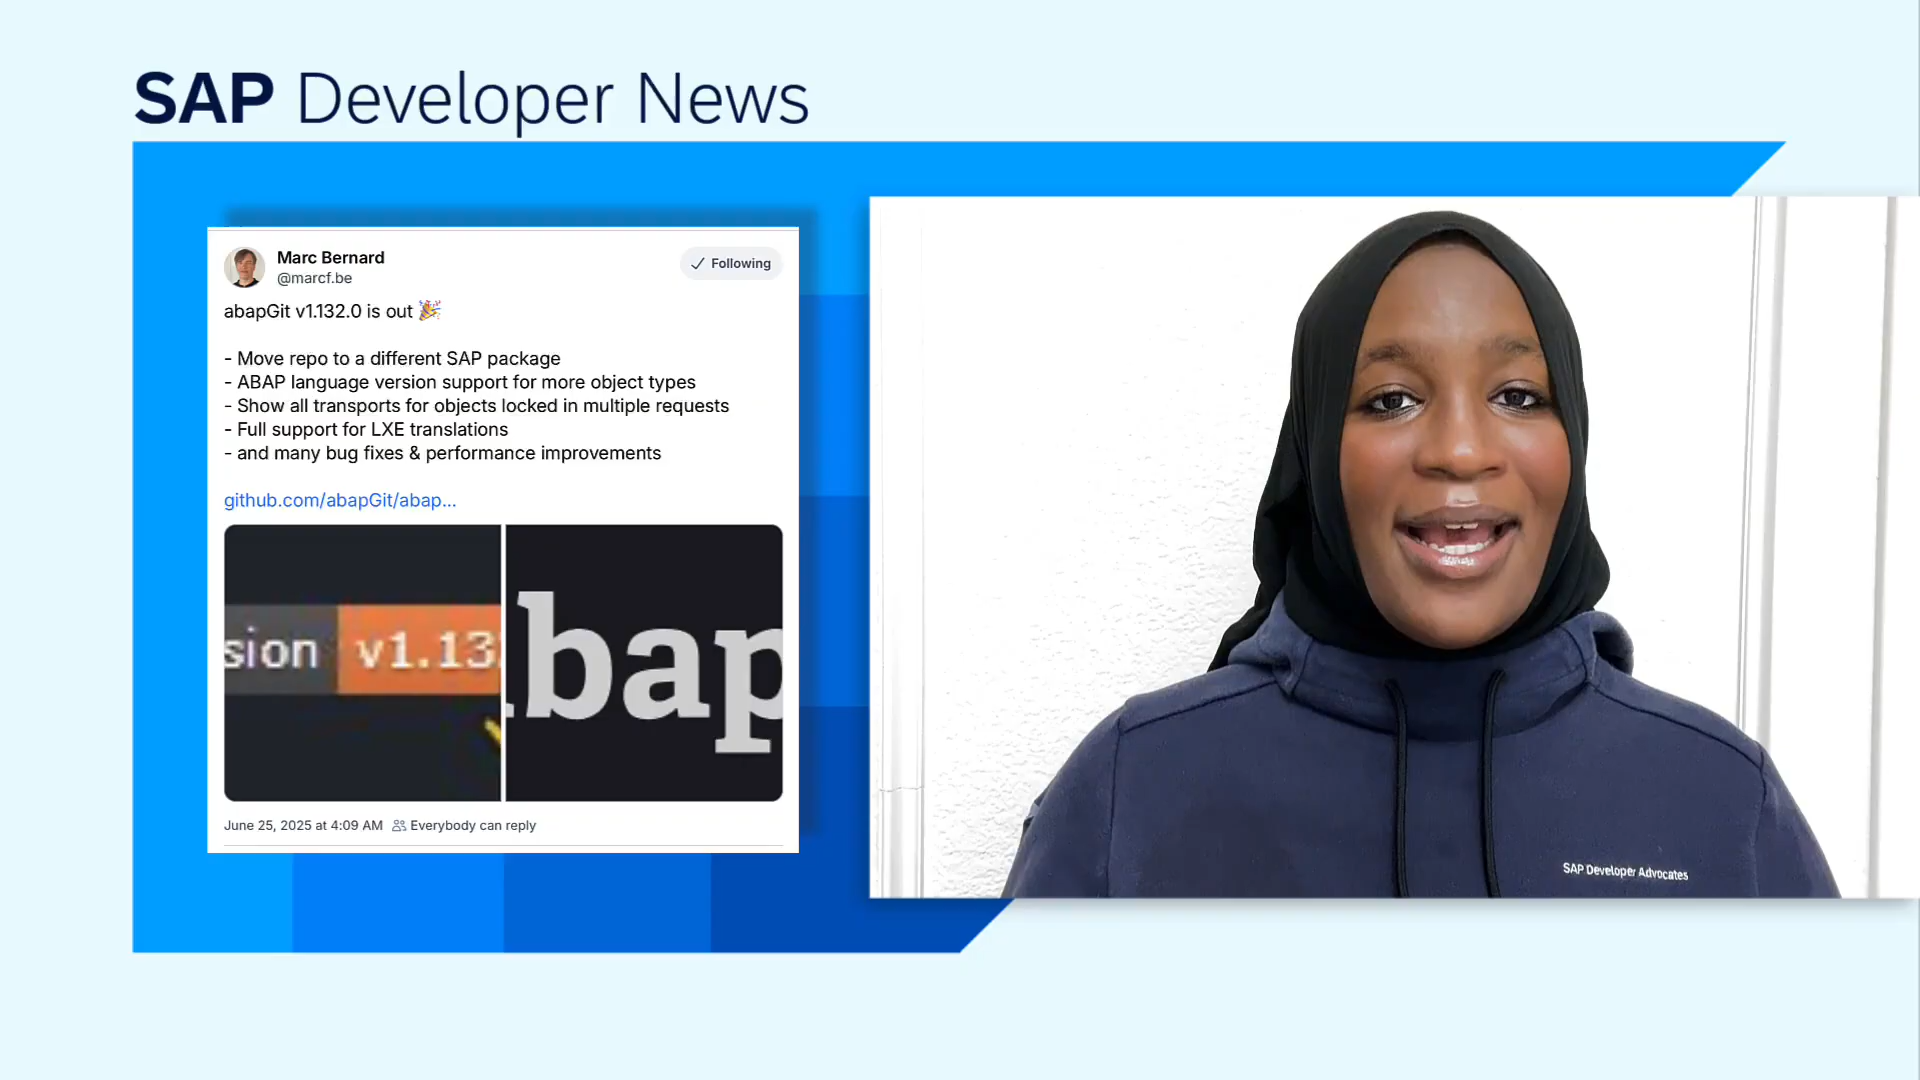 SAP Developer News
Marc Bernard
@marcf.be
Following
abapGit v1.132.0 is out 🎉
- Move repo to a different SAP package
- ABAP language version support for more object types
- Show all transports for objects locked in multiple requests
- Full support for LXE translations
- and many bug fixes & performance improvements
github.com/abapGit/abap...
sion v1.13
bap
June 25, 2025 at 4:09 AM Everybody can reply
SAP Developer Advocates